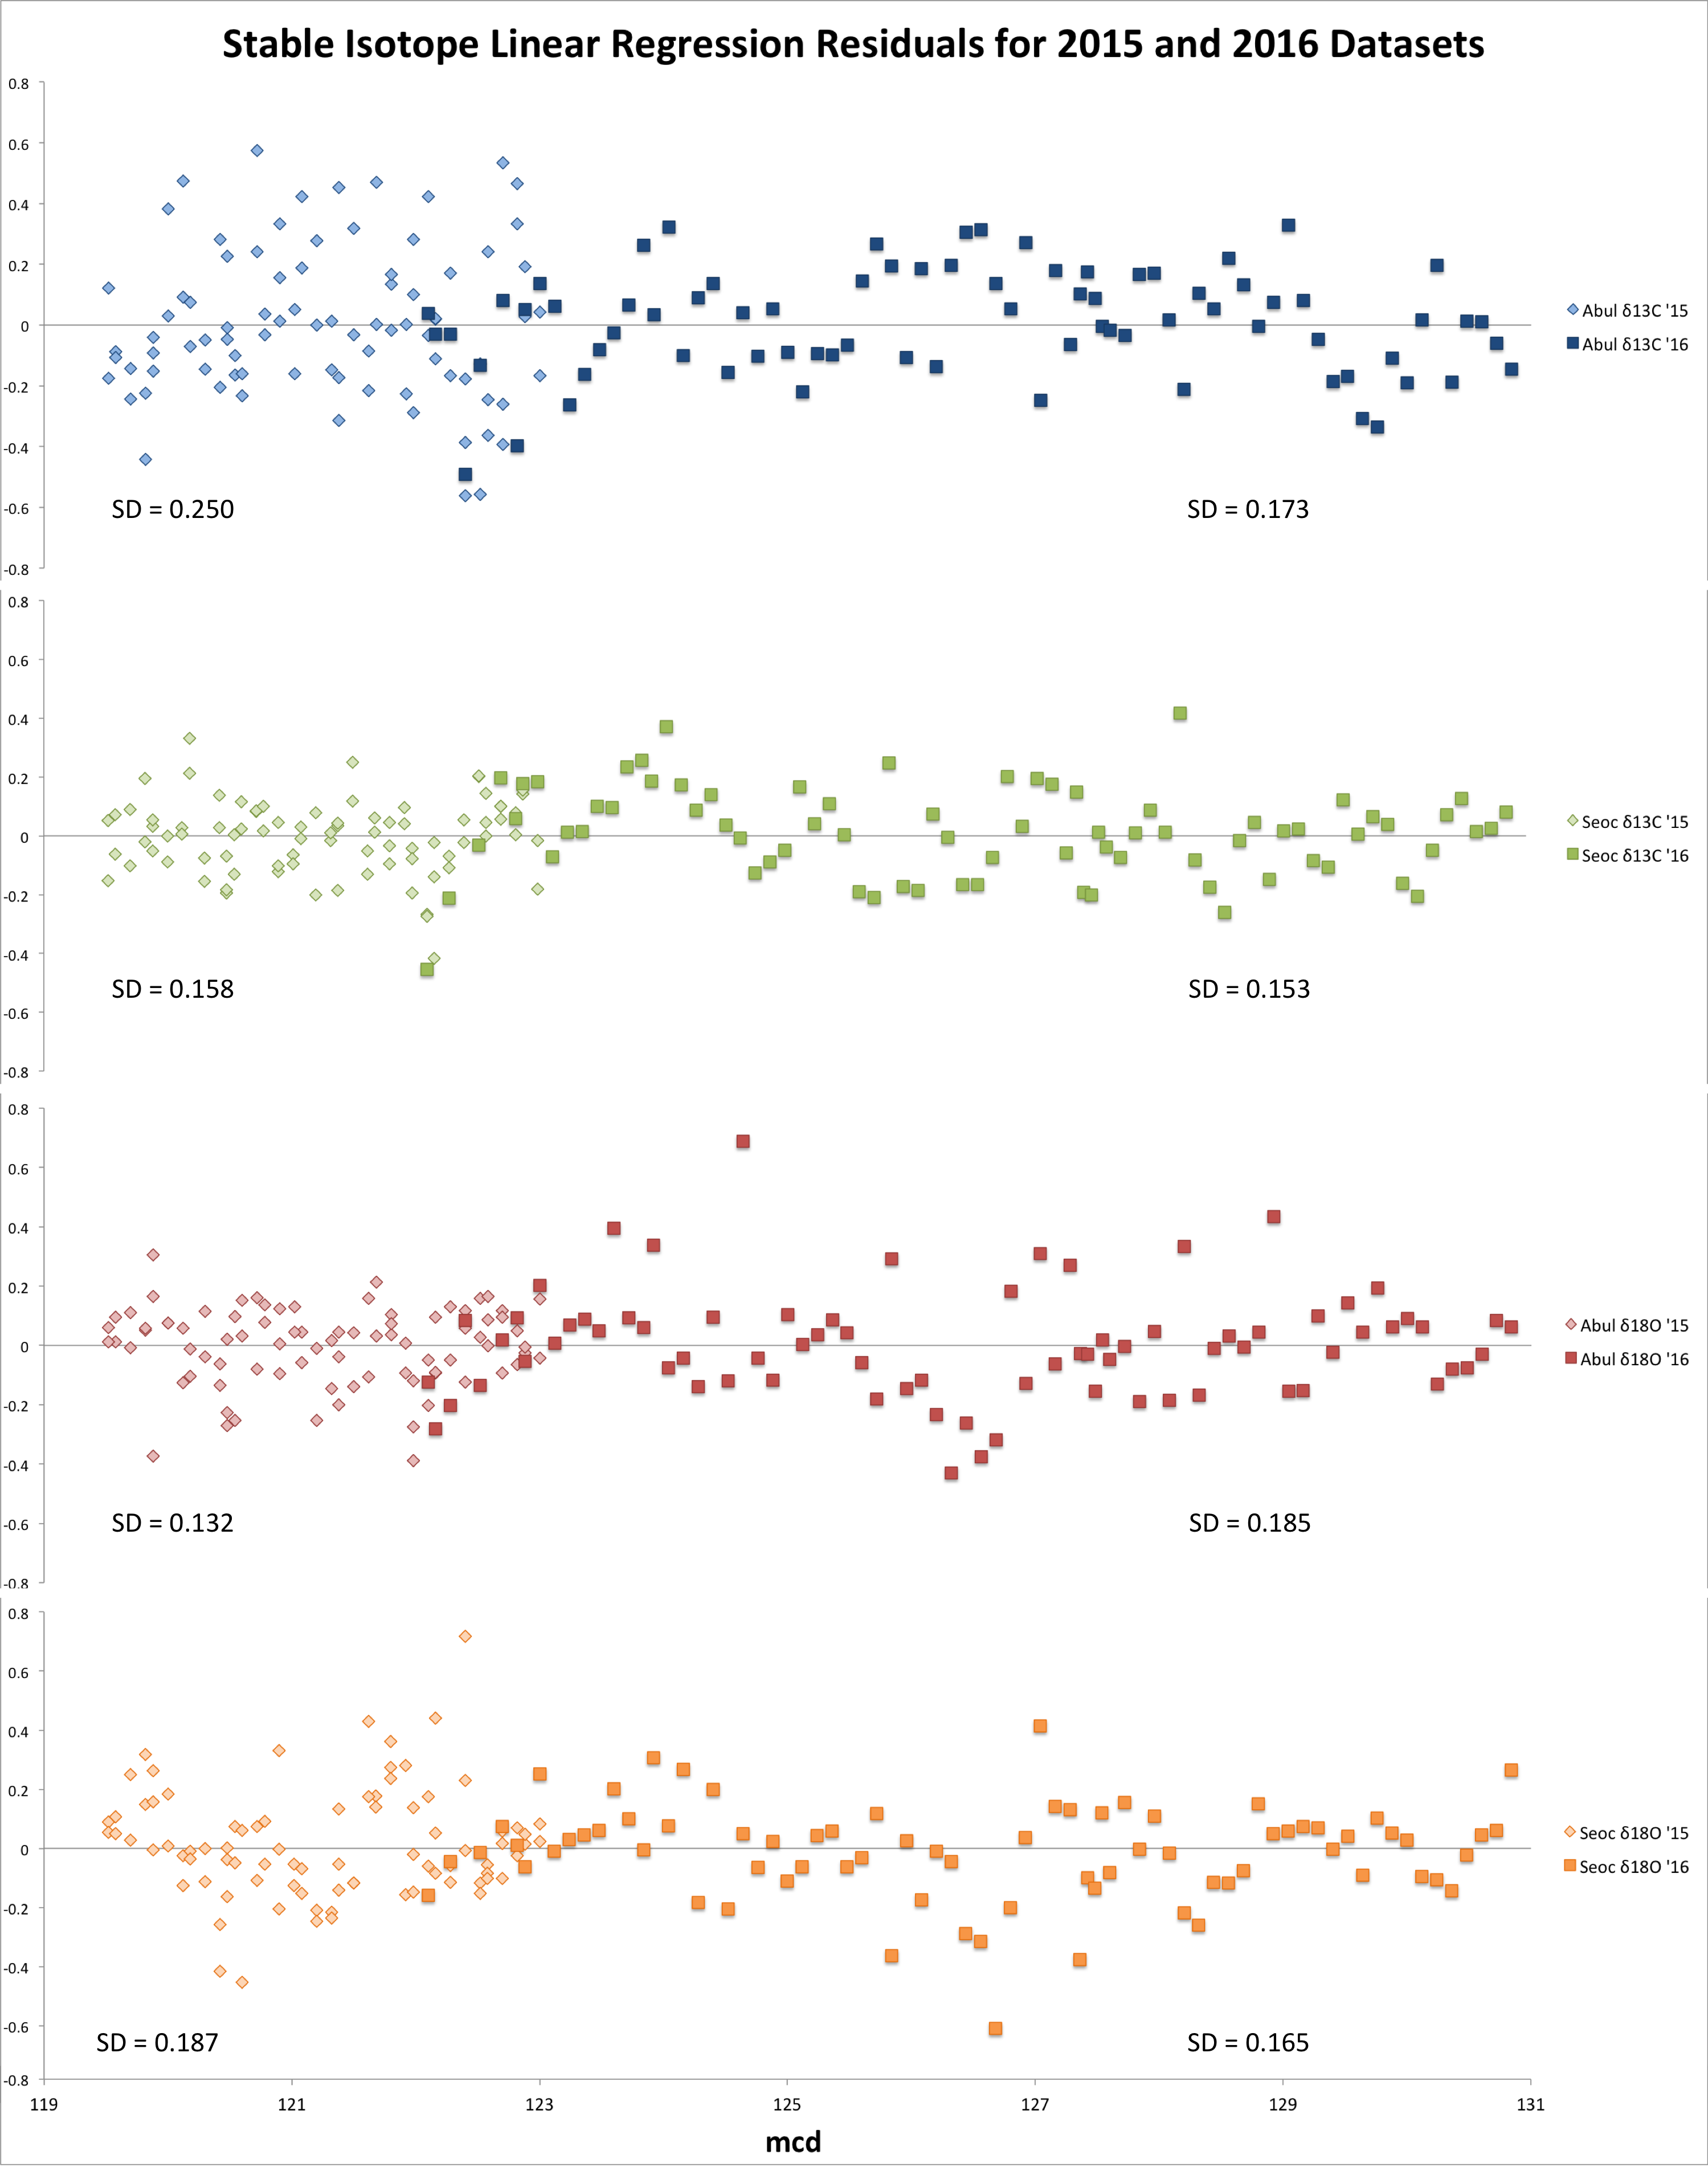 Stable Isotope Linear Regression Residuals for 2015 and 2016 Datasets
0.8
0.6
0.4
0.2
0
-0.2
-0.4
-0.6
-0.8
Abul δ13C '15
Abul δ13C '16
SD = 0.250
SD = 0.173
0.8
0.6
0.4
0.2
0
-0.2
-0.4
-0.6
-0.8
Seoc δ13C '15
Seoc δ13C '16
SD = 0.158
SD = 0.153
0.8
0.6
0.4
0.2
0
-0.2
-0.4
-0.6
-0.8
Abul δ18O '15
Abul δ18O '16
SD = 0.132
SD = 0.185
0.8
0.6
0.4
0.2
0
-0.2
-0.4
-0.6
-0.8
Seoc δ18O '15
Seoc δ18O '16
SD = 0.187
SD = 0.165
119 121 123 125 127 129 131
mcd